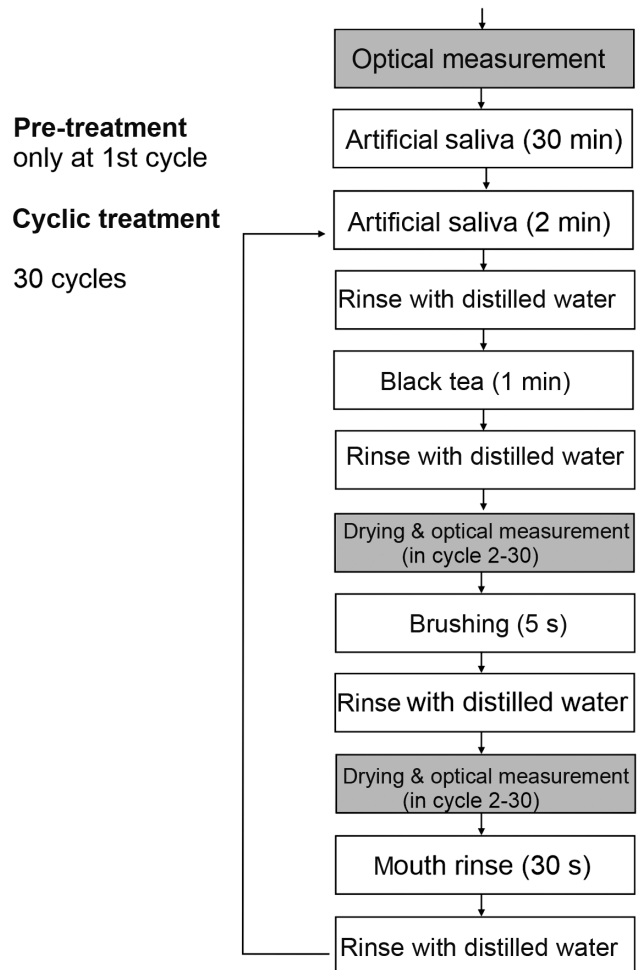 Optical measurement
Pre-treatment
only at 1st cycle
Artificial saliva (30 min)
Cyclic treatment
30 cycles
Artificial saliva (2 min)
Rinse with distilled water
Black tea (1 min)
Rinse with distilled water
Drying & optical measurement
(in cycle 2-30)
Brushing (5 s)
Rinse with distilled water
Drying & optical measurement
(in cycle 2-30)
Mouth rinse (30 s)
Rinse with distilled water